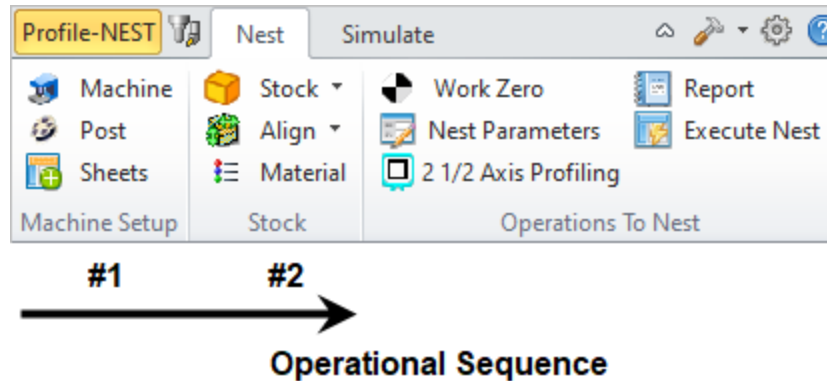 Profile-NEST Nest Simulate
Machine Stock Work Zero Report
Post Align Nest Parameters Execute Nest
Sheets Material 2 1/2 Axis Profiling
Machine Setup Stock Operations To Nest
#1 #2
Operational Sequence